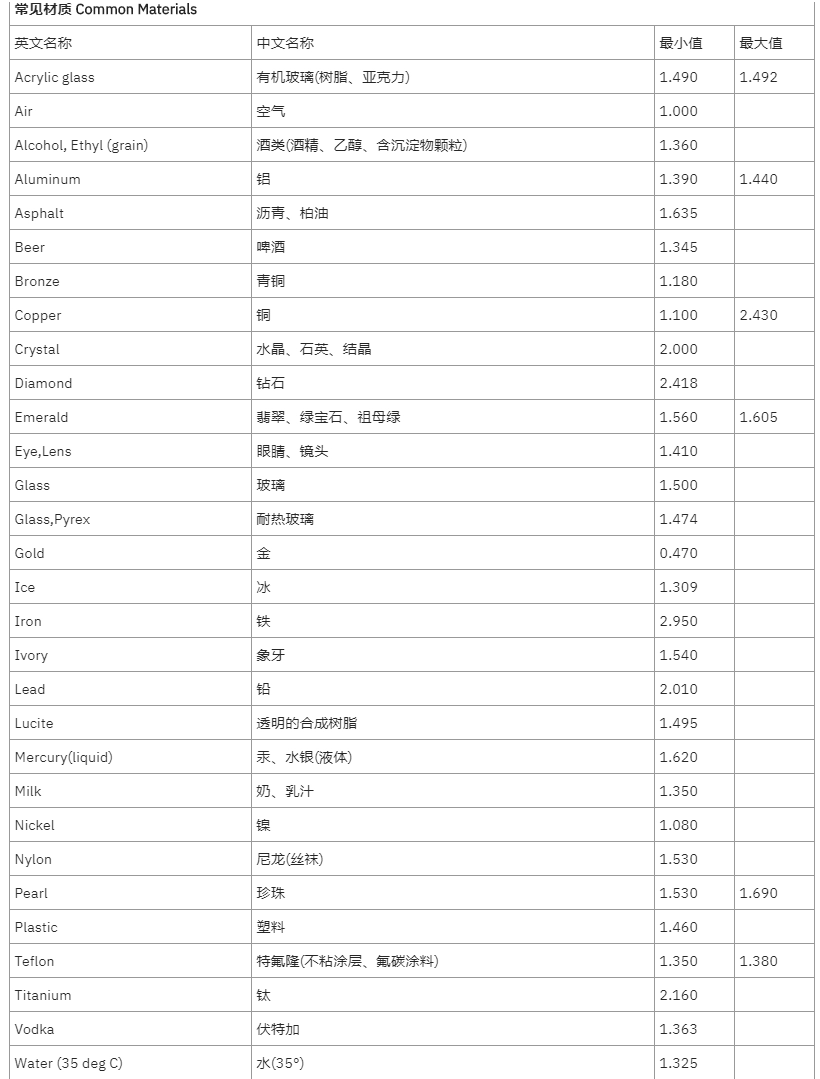 常见材质 Common Materials
英文名称 中文名称 最小值 最大值
Acrylic glass 有机玻璃(树脂、亚克力) 1.490 1.492
Air 空气 1.000
Alcohol, Ethyl (grain) 酒类(酒精、乙醇、含沉淀物颗粒) 1.360
Aluminum 铝 1.390 1.440
Asphalt 沥青、柏油 1.635
Beer 啤酒 1.345
Bronze 青铜 1.180
Copper 铜 1.100 2.430
Crystal 水晶、石英、结晶 2.000
Diamond 钻石 2.418
Emerald 翡翠、绿宝石、祖母绿 1.560 1.605
Eye,Lens 眼睛、镜头 1.410
Glass 玻璃 1.500
Glass,Pyrex 耐热玻璃 1.474
Gold 金 0.470
Ice 冰 1.309
Iron 铁 2.950
Ivory 象牙 1.540
Lead 铅 2.010
Lucite 透明的合成树脂 1.495
Mercury(liquid) 汞、水银(液体) 1.620
Milk 奶、乳汁 1.350
Nickel 镍 1.080
Nylon 尼龙(丝袜) 1.530
Pearl 珍珠 1.530 1.690
Plastic 塑料 1.460
Teflon 特氟隆(不粘涂层、氟碳涂料) 1.350 1.380
Titanium 钛 2.160
Vodka 伏特加 1.363
Water (35 deg C) 水(35°) 1.325